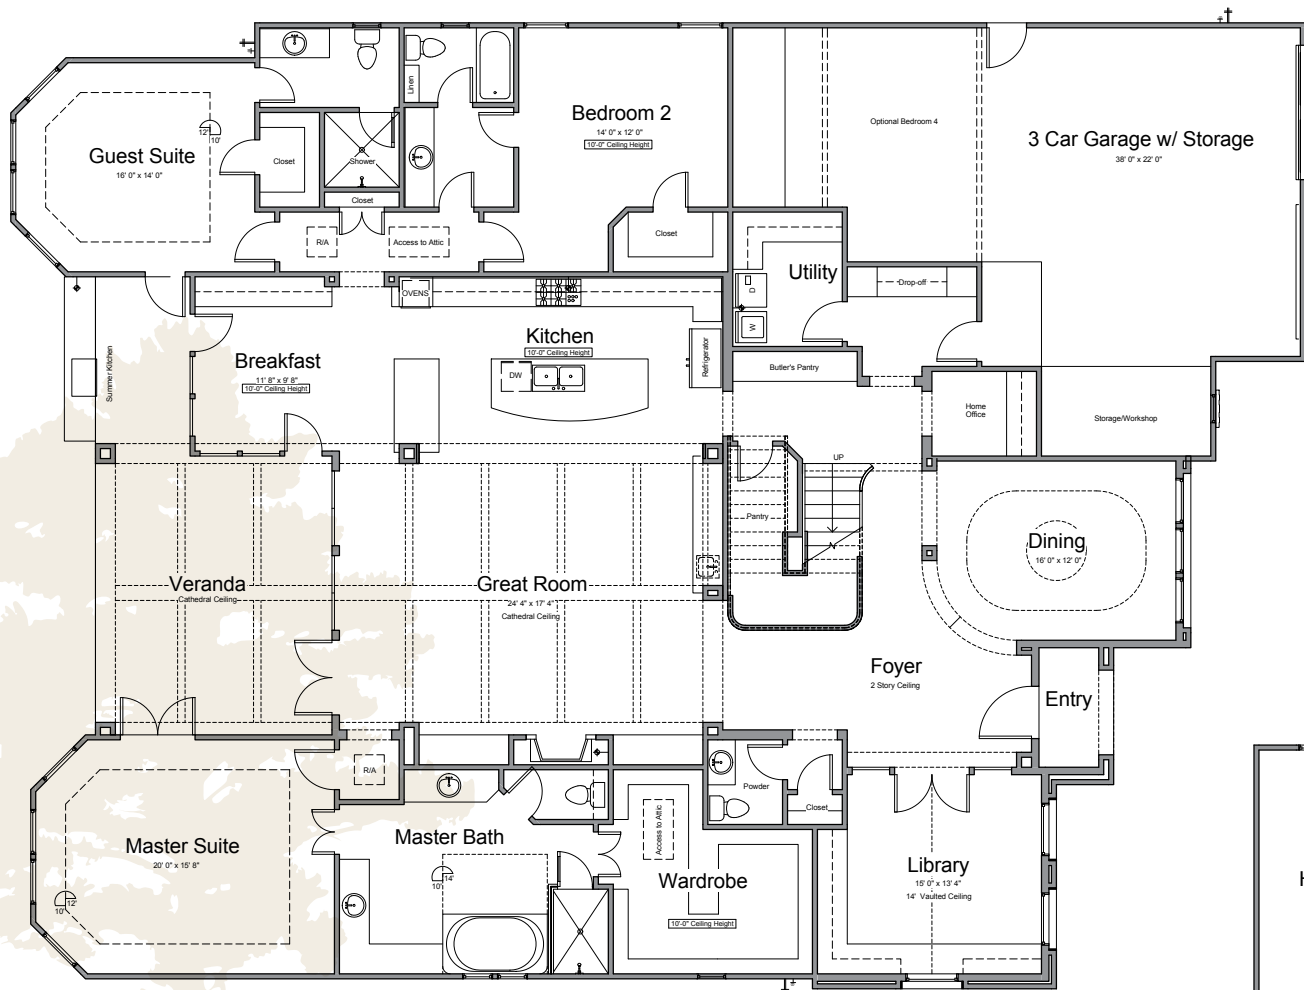 Linen
Bedroom 2
14' 0" x 12' 0"
10'-0" Ceiling Height
Optional Bedroom 4
3 Car Garage w/ Storage
38' 0" x 22' 0"
12'
10'
Guest Suite
16' 0" x 14' 0"
Closet
Shower
Closet
R/A
Access to Attic
Closet
Utility
D
W
Drop-off
OVENS
Kitchen
10'-0" Ceiling Height
DW
Refrigerator
Breakfast
11' 8" x 9' 8"
10'-0" Ceiling Height
Summer Kitchen
Butler's Pantry
Home
Office
Storage/Workshop
UP
Pantry
Dining
16' 0" x 12' 0"
Veranda
Cathedral Ceiling
Great Room
24' 4" x 17' 4"
Cathedral Ceiling
Foyer
2 Story Ceiling
Entry
R/A
Powder
Closet
Master Suite
20' 0" x 15' 8"
12'
10'
Master Bath
14'
10'
Access to Attic
Wardrobe
10'-0" Ceiling Height
Library
15' 0" x 13' 4"
14' Vaulted Ceiling
H